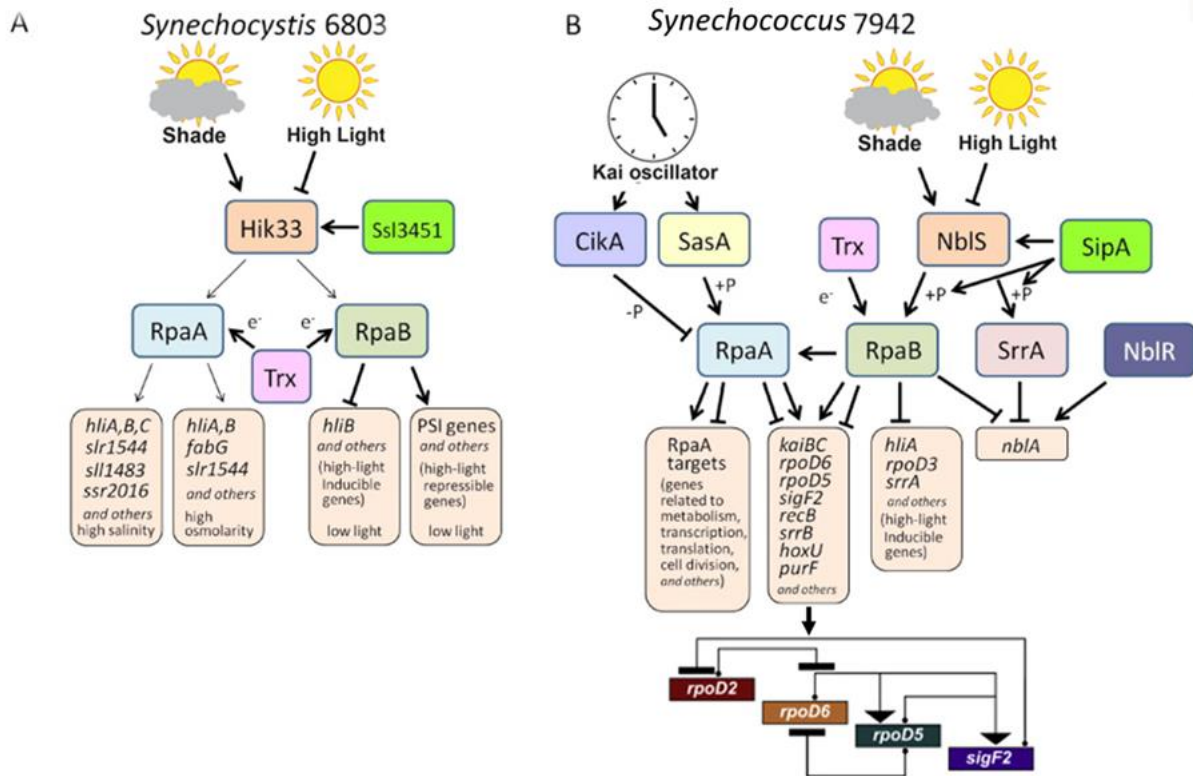 A
Synechocystis 6803
Shade
High Light
Hik33
Ssl3451
RpaA
e-
e-
RpaB
Trx
hliA,B,C
slr1544
sll1483
ssr2016
and others
high salinity
hliA,B
fabG
slr1544
and others
high
osmolarity
hliB
and others
(high-light
Inducible
genes)
low light
PSI genes
and others
(high-light
repressible
genes)
low light
B
Synechococcus 7942
Kai oscillator
Shade
High Light
CikA
SasA
Trx
NblS
SipA
-P
+P
e-
+P
+P
RpaA
RpaB
SrrA
NblR
RpaA
targets
(genes
related to
metabolism,
transcription,
translation,
cell division,
and others)
kaiBC
rpoD6
rpoD5
sigF2
recB
srrB
hoxU
purF
and others
hliA
rpoD3
srrA
and others
(high-light
Inducible
genes)
nblA
rpoD2
rpoD6
rpoD5
sigF2